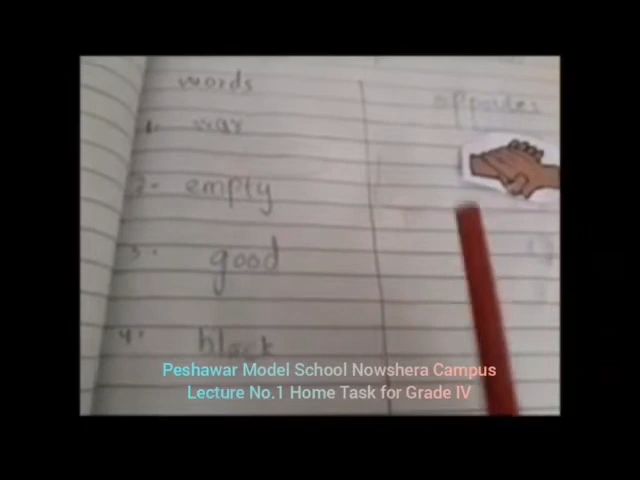 words
opposites
1. war
2. empty
3. good
4. black
Peshawar Model School Nowshera Campus
Lecture No.1 Home Task for Grade IV